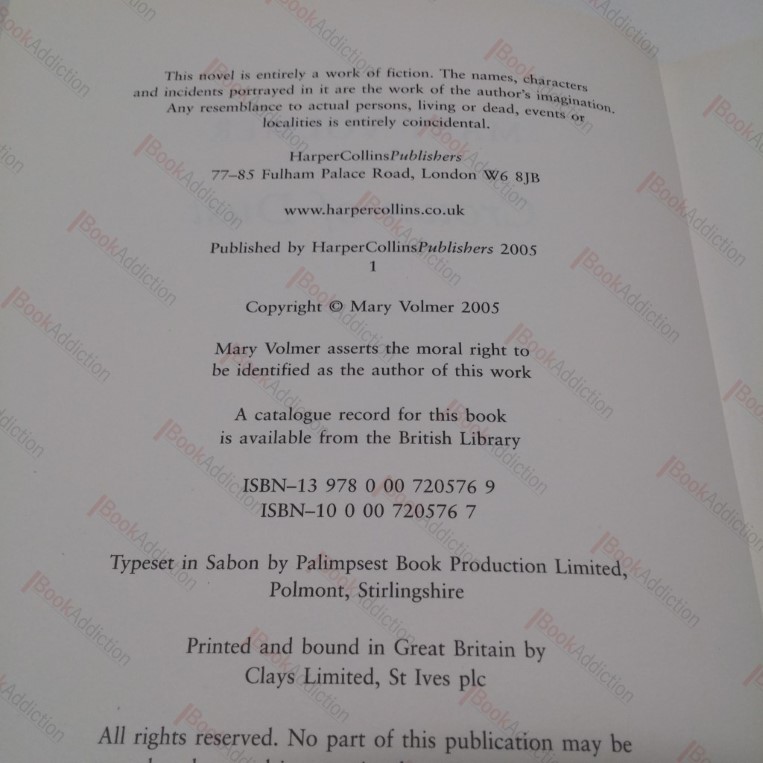 This novel is entirely a work of fiction. The names, characters
and incidents portrayed in it are the work of the author's imagination.
Any resemblance to actual persons, living or dead, events or
localities is entirely coincidental.
HarperCollinsPublishers
77–85 Fulham Palace Road, London W6 8JB
www.harpercollins.co.uk
Published by HarperCollinsPublishers 2005
1
Copyright © Mary Volmer 2005
Mary Volmer asserts the moral right to
be identified as the author of this work
A catalogue record for this book
is available from the British Library
ISBN–13 978 0 00 720576 9
ISBN–10 0 00 720576 7
Typeset in Sabon by Palimpsest Book Production Limited,
Polmont, Stirlingshire
Printed and bound in Great Britain by
Clays Limited, St Ives plc
All rights reserved. No part of this publication may be
BookAddiction